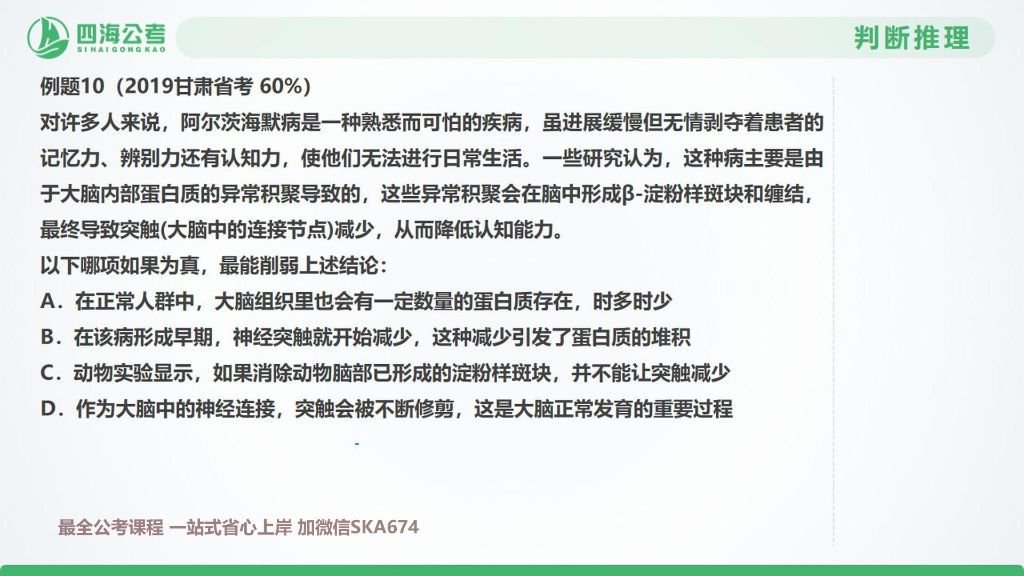 四海公考
SIHAIGONGKAO
判断推理
例题10（2019甘肃省考 60%）
对许多人来说，阿尔茨海默病是一种熟悉而可怕的疾病，虽进展缓慢但无情剥夺着患者的
记忆力、辨别力还有认知力，使他们无法进行日常生活。一些研究认为，这种病主要是由
于大脑内部蛋白质的异常积聚导致的，这些异常积聚会在脑中形成β-淀粉样斑块和缠结，
最终导致突触(大脑中的连接节点)减少，从而降低认知能力。
以下哪项如果为真，最能削弱上述结论：
A．在正常人群中，大脑组织里也会有一定数量的蛋白质存在，时多时少
B．在该病形成早期，神经突触就开始减少，这种减少引发了蛋白质的堆积
C．动物实验显示，如果消除动物脑部已形成的淀粉样斑块，并不能让突触减少
D．作为大脑中的神经连接，突触会被不断修剪，这是大脑正常发育的重要过程
最全公考课程 一站式省心上岸 加微信SKA674